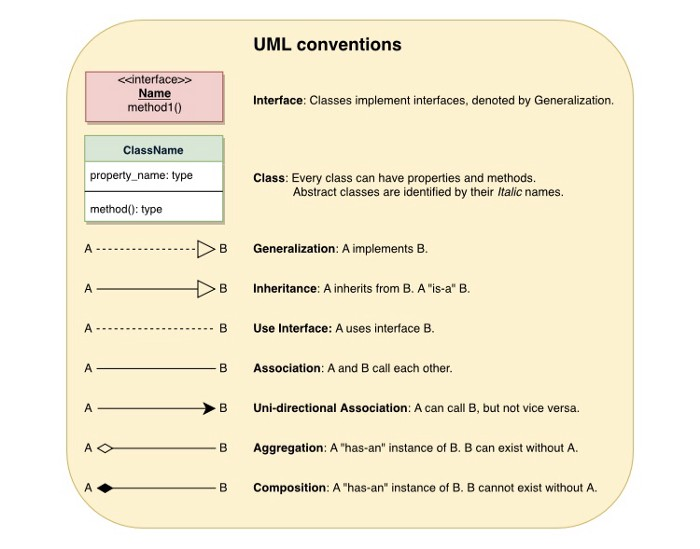 UML conventions
<<interface>>
Name
method1()
Interface: Classes implement interfaces, denoted by Generalization.
ClassName
property_name: type
method(): type
Class: Every class can have properties and methods.
Abstract classes are identified by their Italic names.
A B Generalization: A implements B.
A B Inheritance: A inherits from B. A "is-a" B.
A B Use Interface: A uses interface B.
A B Association: A and B call each other.
A B Uni-directional Association: A can call B, but not vice versa.
A B Aggregation: A "has-an" instance of B. B can exist without A.
A B Composition: A "has-an" instance of B. B cannot exist without A.